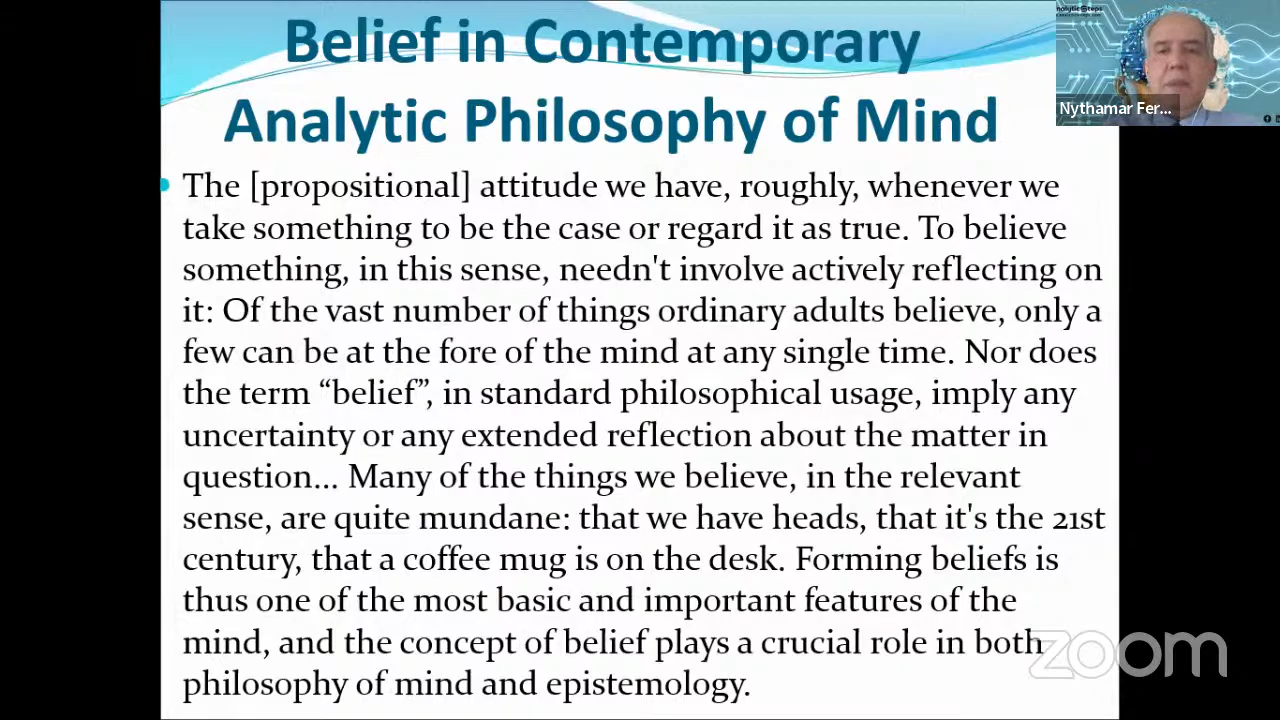 Belief in Contemporary
Analytic Philosophy of Mind
The [propositional] attitude we have, roughly, whenever we
take something to be the case or regard it as true. To believe
something, in this sense, needn't involve actively reflecting on
it: Of the vast number of things ordinary adults believe, only a
few can be at the fore of the mind at any single time. Nor does
the term “belief”, in standard philosophical usage, imply any
uncertainty or any extended reflection about the matter in
question... Many of the things we believe, in the relevant
sense, are quite mundane: that we have heads, that it's the 21st
century, that a coffee mug is on the desk. Forming beliefs is
thus one of the most basic and important features of the
mind, and the concept of belief plays a crucial role in both
philosophy of mind and epistemology.
Nythamar Fer...
zoom